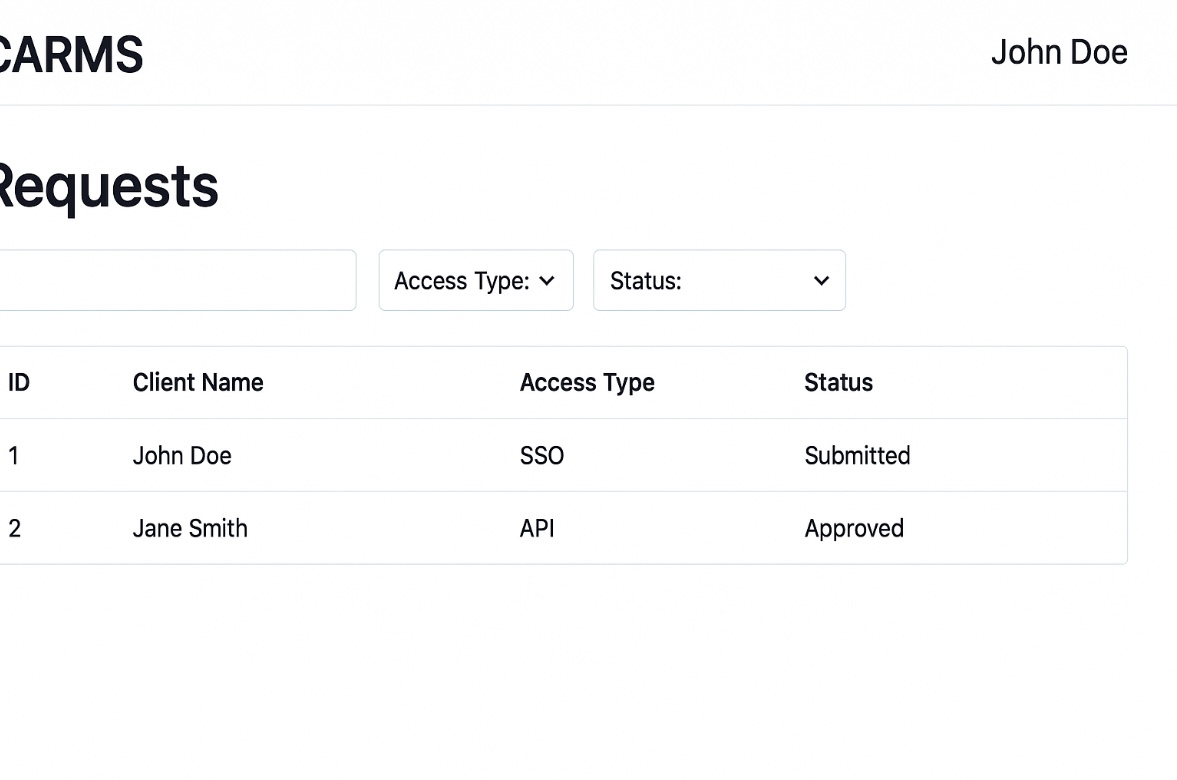 CARMS John Doe
Requests
Access Type: Status:
ID Client Name Access Type Status
1 John Doe SSO Submitted
2 Jane Smith API Approved